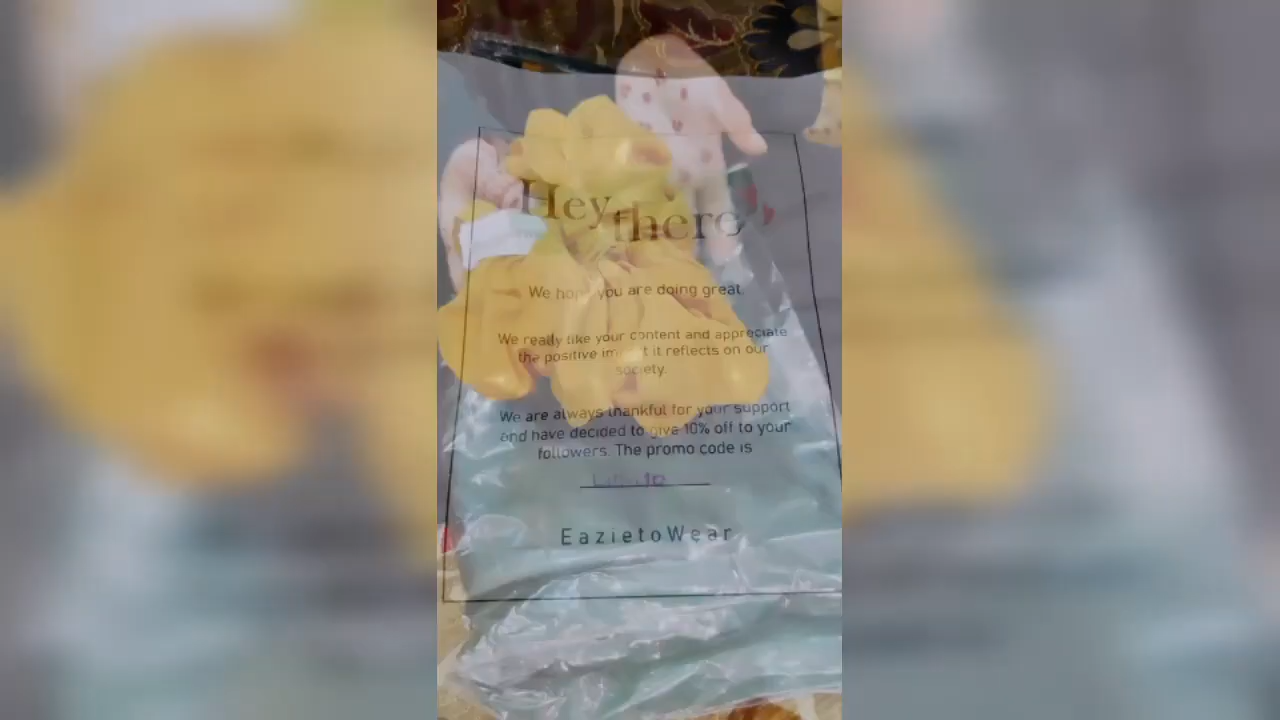 Hey there
We hope you are doing great.
We really like your content and appreciate
the positive impact it reflects on our
society.
We are always thankful for your support
and have decided to give 10% off to your
followers. The promo code is
EazietoWear